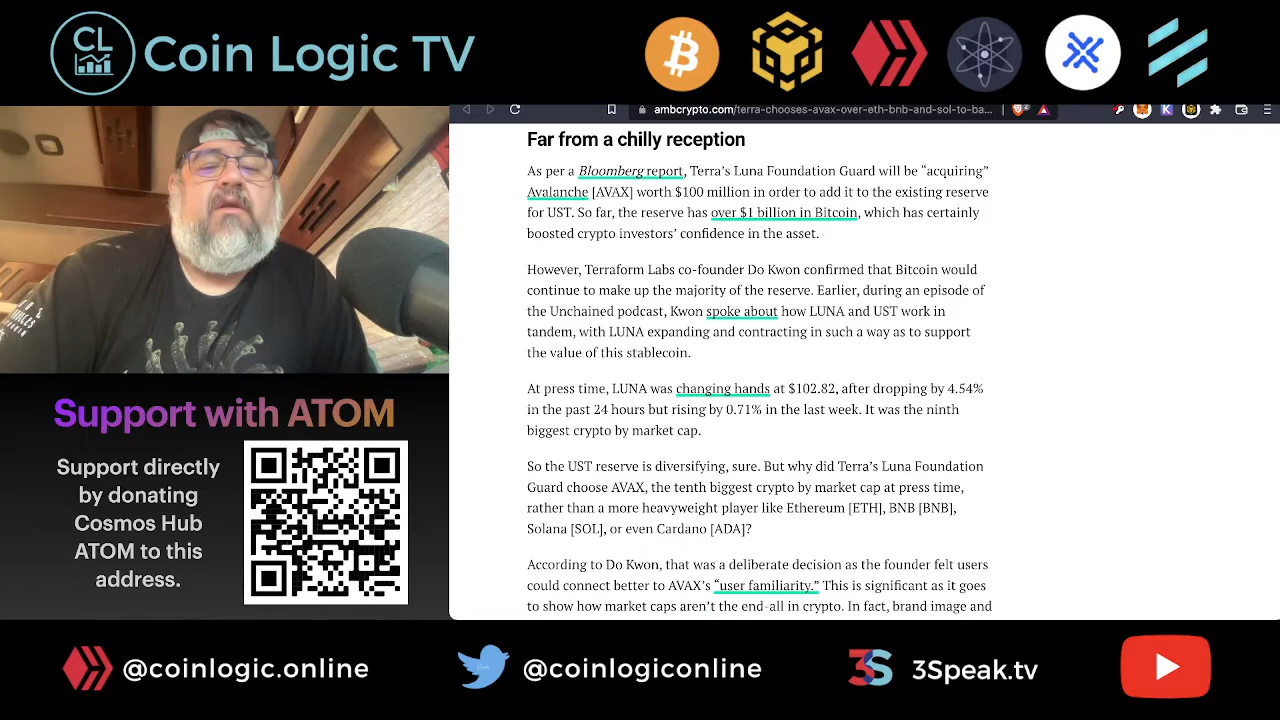 CL
Coin Logic TV
ambcrypto.com/terra-chooses-avax-over-eth-bnb-and-sol-to-ba...
Far from a chilly reception
As per a Bloomberg report, Terra's Luna Foundation Guard will be “acquiring”
Avalanche [AVAX] worth $100 million in order to add it to the existing reserve
for UST. So far, the reserve has over $1 billion in Bitcoin, which has certainly
boosted crypto investors’ confidence in the asset.
However, Terraform Labs co-founder Do Kwon confirmed that Bitcoin would
continue to make up the majority of the reserve. Earlier, during an episode of
the Unchained podcast, Kwon spoke about how LUNA and UST work in
tandem, with LUNA expanding and contracting in such a way as to support
the value of this stablecoin.
At press time, LUNA was changing hands at $102.82, after dropping by 4.54%
in the past 24 hours but rising by 0.71% in the last week. It was the ninth
biggest crypto by market cap.
So the UST reserve is diversifying, sure. But why did Terra’s Luna Foundation
Guard choose AVAX, the tenth biggest crypto by market cap at press time,
rather than a more heavyweight player like Ethereum [ETH], BNB [BNB],
Solana [SOL], or even Cardano [ADA]?
According to Do Kwon, that was a deliberate decision as the founder felt users
could connect better to AVAX’s “user familiarity.” This is significant as it goes
to show how market caps aren’t the end-all in crypto. In fact, brand image and
Support with ATOM
Support directly
by donating
Cosmos Hub
ATOM to this
address.
@coinlogic.online
@coinlogiconline
3S
3Speak.tv